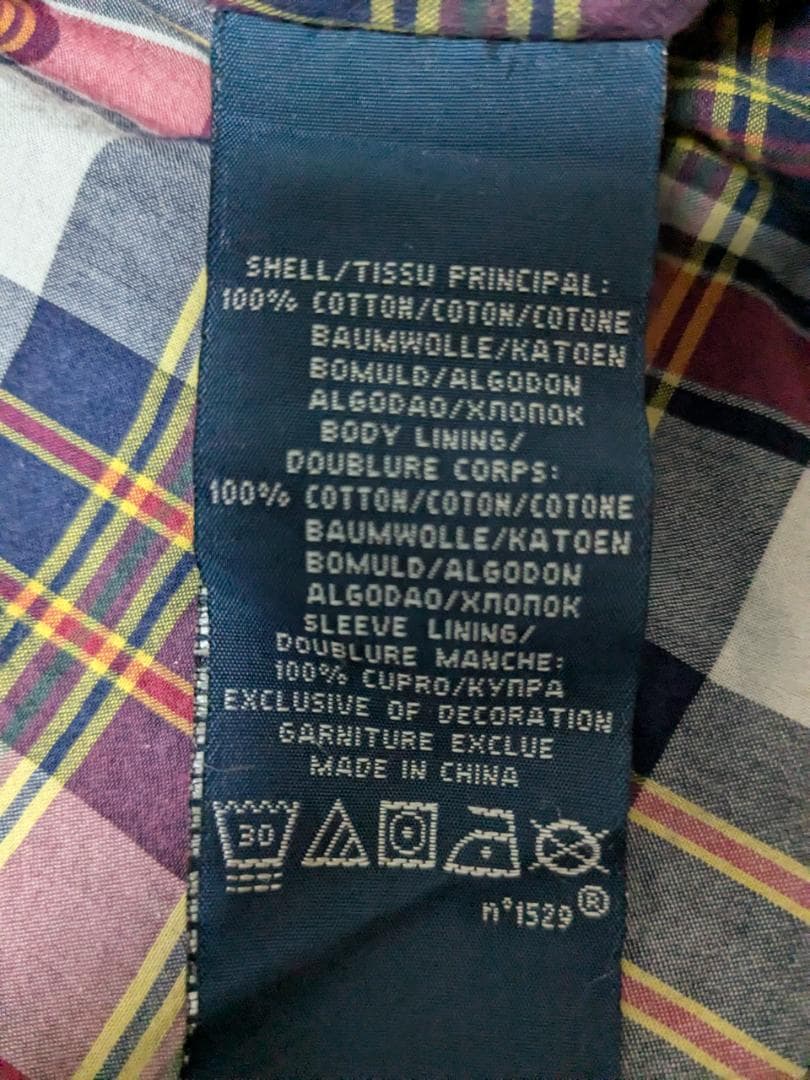 SHELL/TISSU PRINCIPAL:
100% COTTON/COTON/COTONE
BAUMWOLLE/KATOEN
BOMULD/ALGODON
ALGODAO/ХЛОПОК
BODY LINING/
DOUBLURE CORPS:
100% COTTON/COTON/COTONE
BAUMWOLLE/KATOEN
BOMULD/ALGODON
ALGODAO/ХЛОПОК
SLEEVE LINING/
DOUBLURE MANCHE:
100% CUPRO/КУПРА
EXCLUSIVE OF DECORATION
GARNITURE EXCLUE
MADE IN CHINA
30
n°1529®